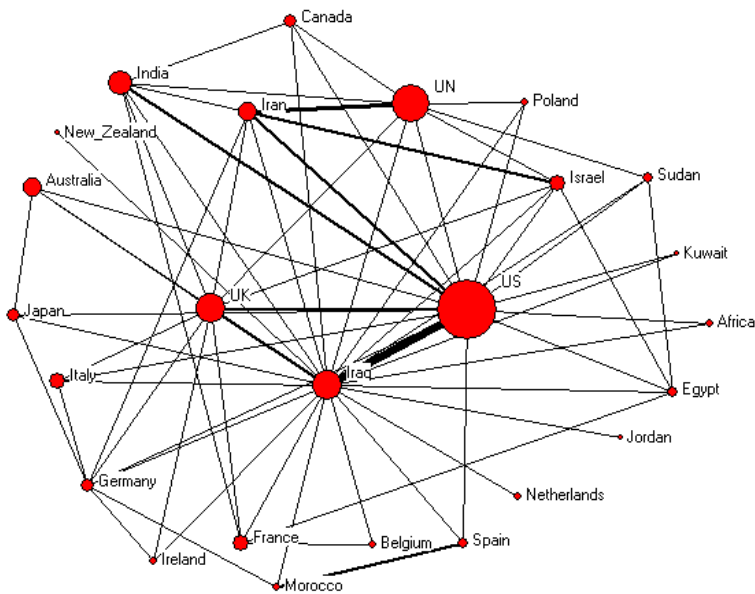 Canada
India
UN
Iran
Poland
New_Zealand
Israel
Sudan
Australia
Kuwait
US
UK
Japan
Africa
Iraq
Italy
Egypt
Jordan
Germany
Netherlands
France
Belgium
Spain
Ireland
Morocco